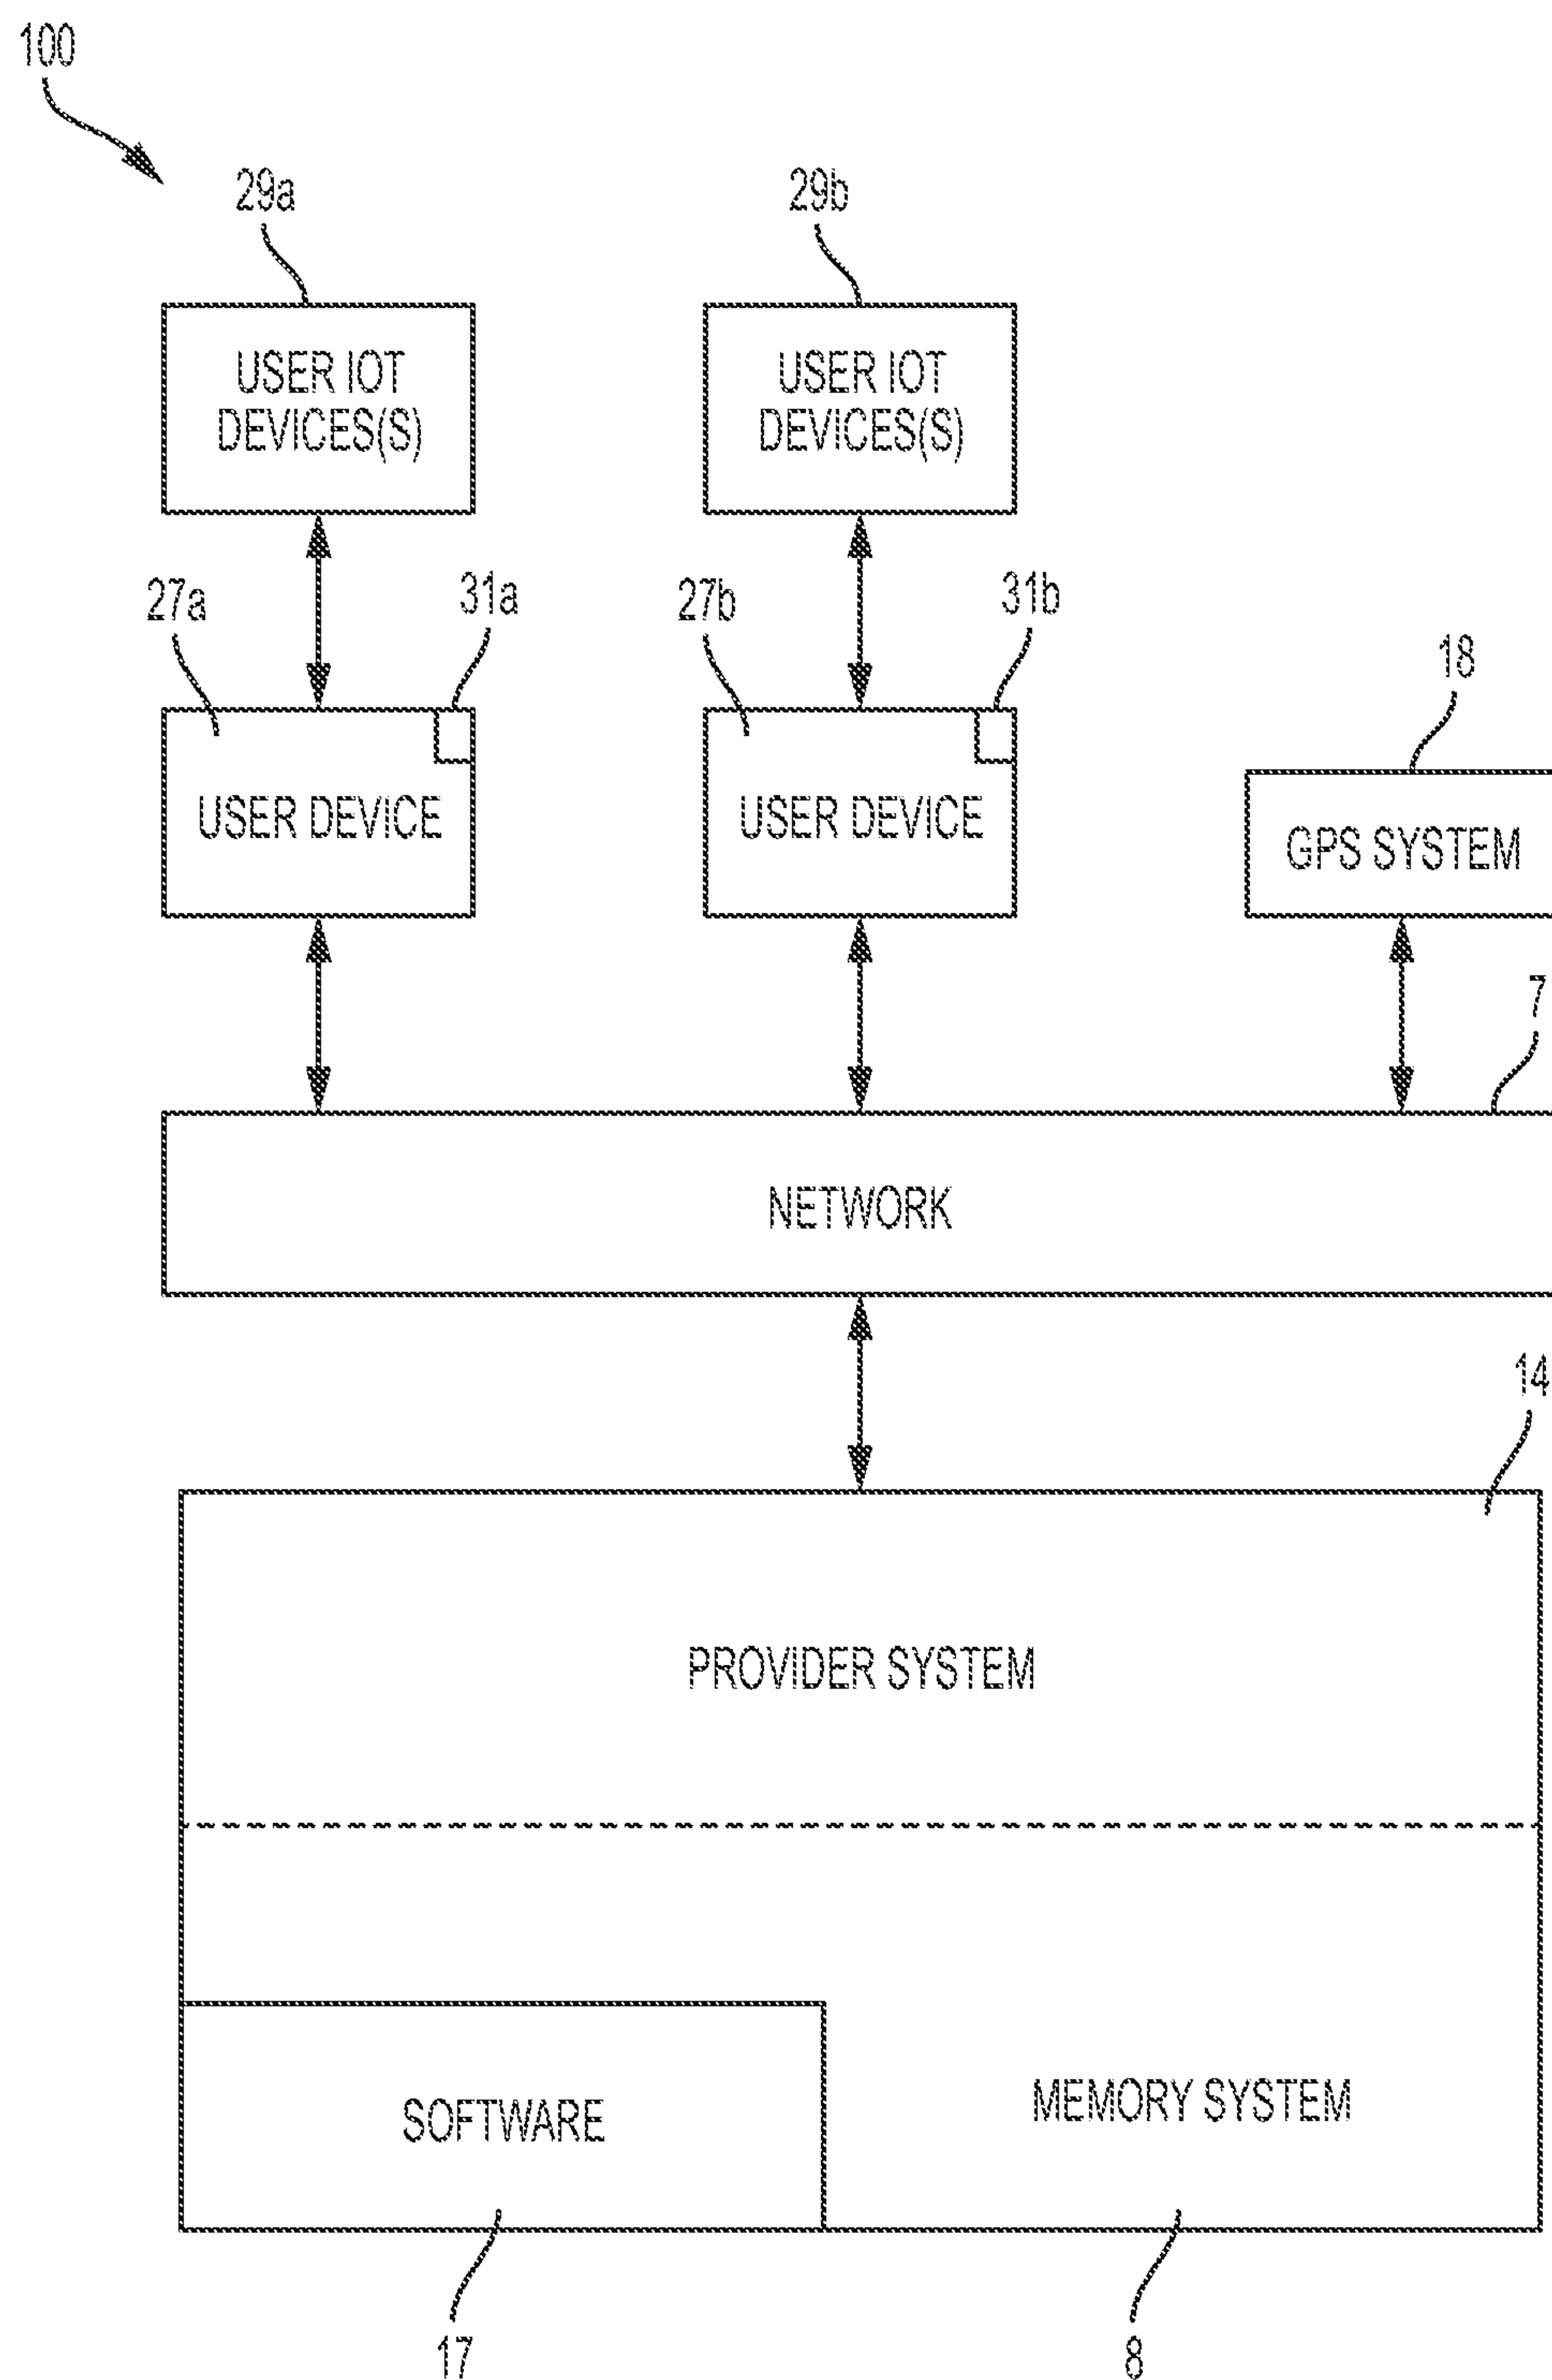 100
29a
29b
USER IOT
DEVICES(S)
USER IOT
DEVICES(S)
27a
31a
27b
31b
18
USER DEVICE
USER DEVICE
GPS SYSTEM
7
NETWORK
14
PROVIDER SYSTEM
SOFTWARE
MEMORY SYSTEM
17
8